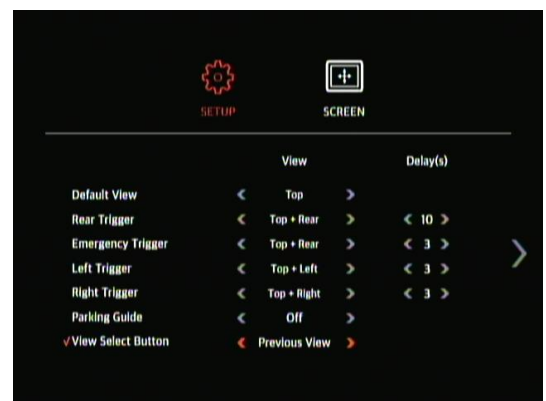 SETUP SCREEN
View Delay(s)
Default View Top
Rear Trigger Top + Rear 10
Emergency Trigger Top + Rear 3
Left Trigger Top + Left 3
Right Trigger Top + Right 3
Parking Guide Off
√View Select Button Previous View